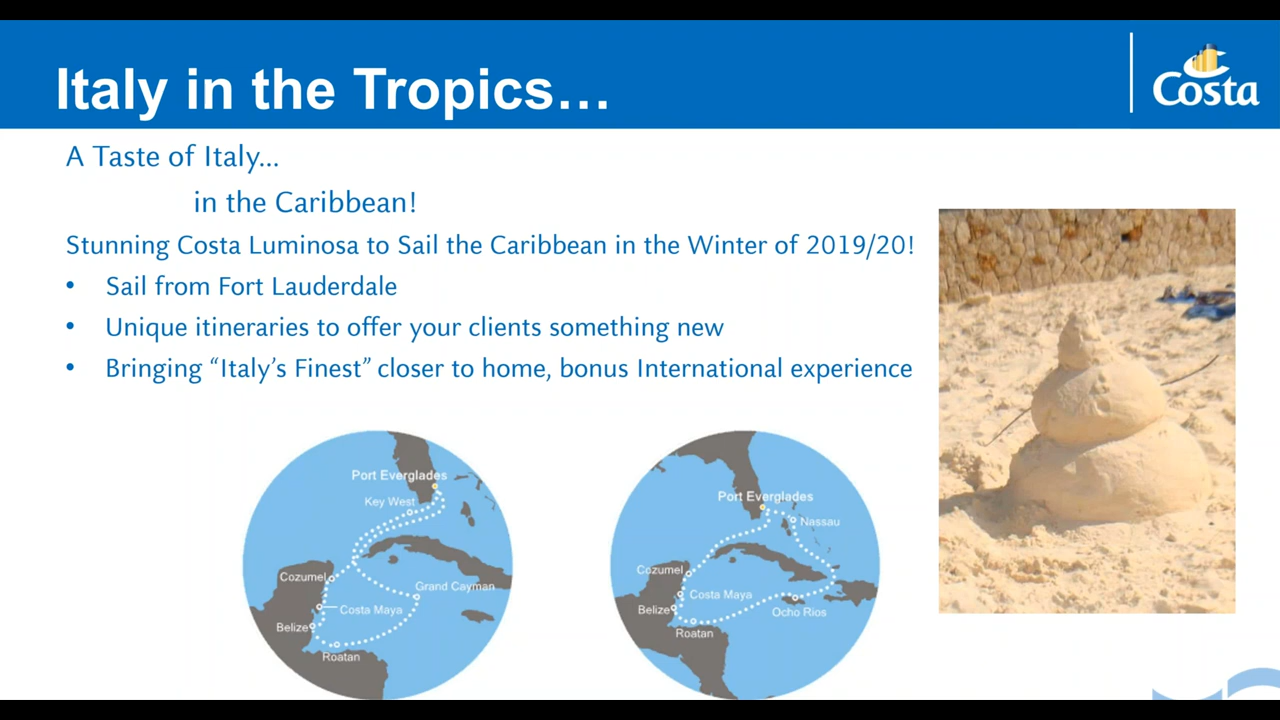 Italy in the Tropics…
Costa
A Taste of Italy…
in the Caribbean!
Stunning Costa Luminosa to Sail the Caribbean in the Winter of 2019/20!
• Sail from Fort Lauderdale
• Unique itineraries to offer your clients something new
• Bringing “Italy’s Finest” closer to home, bonus International experience
Port Everglades
Key West
Cozumel
Grand Cayman
Costa Maya
Belize
Roatan
Port Everglades
Nassau
Cozumel
Costa Maya
Belize
Ocho Rios
Roatan